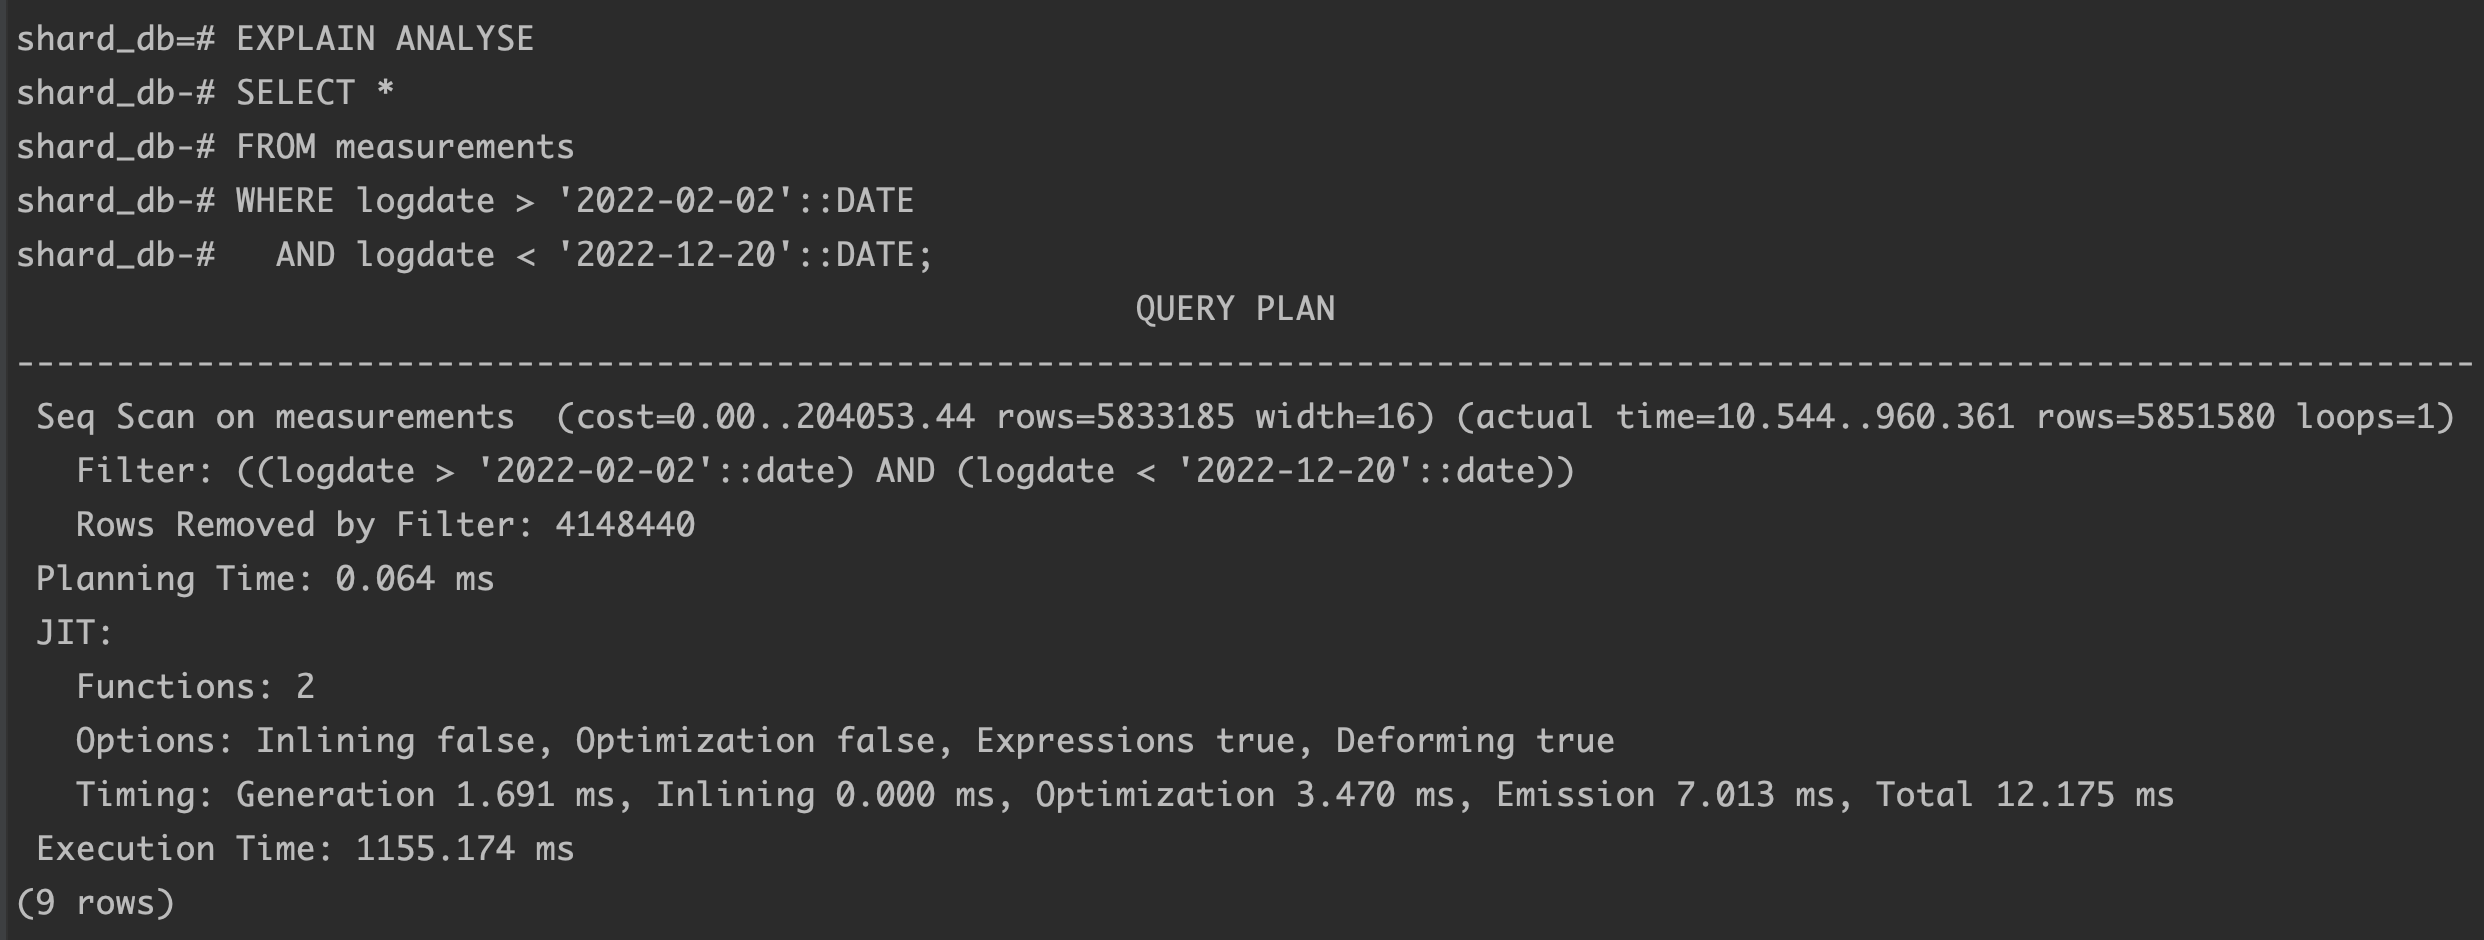 shard_db=# EXPLAIN ANALYSE
shard_db-# SELECT *
shard_db-# FROM measurements
shard_db-# WHERE logdate > '2022-02-02'::DATE
shard_db-#   AND logdate < '2022-12-20'::DATE;
QUERY PLAN
---------------------------------------------------------------------------------------------------------------------------
 Seq Scan on measurements  (cost=0.00..204053.44 rows=5833185 width=16) (actual time=10.544..960.361 rows=5851580 loops=1)
   Filter: ((logdate > '2022-02-02'::date) AND (logdate < '2022-12-20'::date))
   Rows Removed by Filter: 4148440
 Planning Time: 0.064 ms
 JIT:
   Functions: 2
   Options: Inlining false, Optimization false, Expressions true, Deforming true
   Timing: Generation 1.691 ms, Inlining 0.000 ms, Optimization 3.470 ms, Emission 7.013 ms, Total 12.175 ms
 Execution Time: 1155.174 ms
(9 rows)